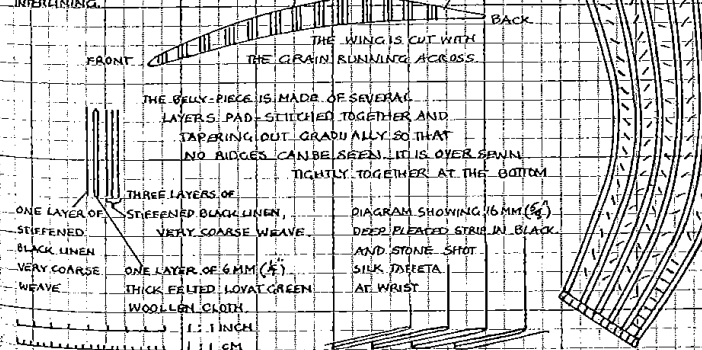 INTERLINING.
BACK
THE WING IS CUT WITH
FRONT
THE GRAIN RUNNING ACROSS.
THE BELLY-PIECE IS MADE OF SEVERAL
LAYERS PAD-STITCHED TOGETHER AND
TAPERING OUT GRADUALLY SO THAT
NO RIDGES CAN BE SEEN. IT IS OVERSEWN
TIGHTLY TOGETHER AT THE BOTTOM
ONE LAYER OF
STIFFENED
BLACK LINEN
VERY COARSE
WEAVE
THREE LAYERS OF
STIFFENED BLACK LINEN,
VERY COARSE WEAVE.
ONE LAYER OF 6MM (¼")
THICK FELTED LOVAT GREEN
WOOLLEN CLOTH.
DIAGRAM SHOWING 16 MM (⅝")
DEEP PLEATED STRIP IN BLACK
AND STONE SHOT
SILK TAFFETA
AT WRIST
1 : 1 INCH
1 : 1 CM